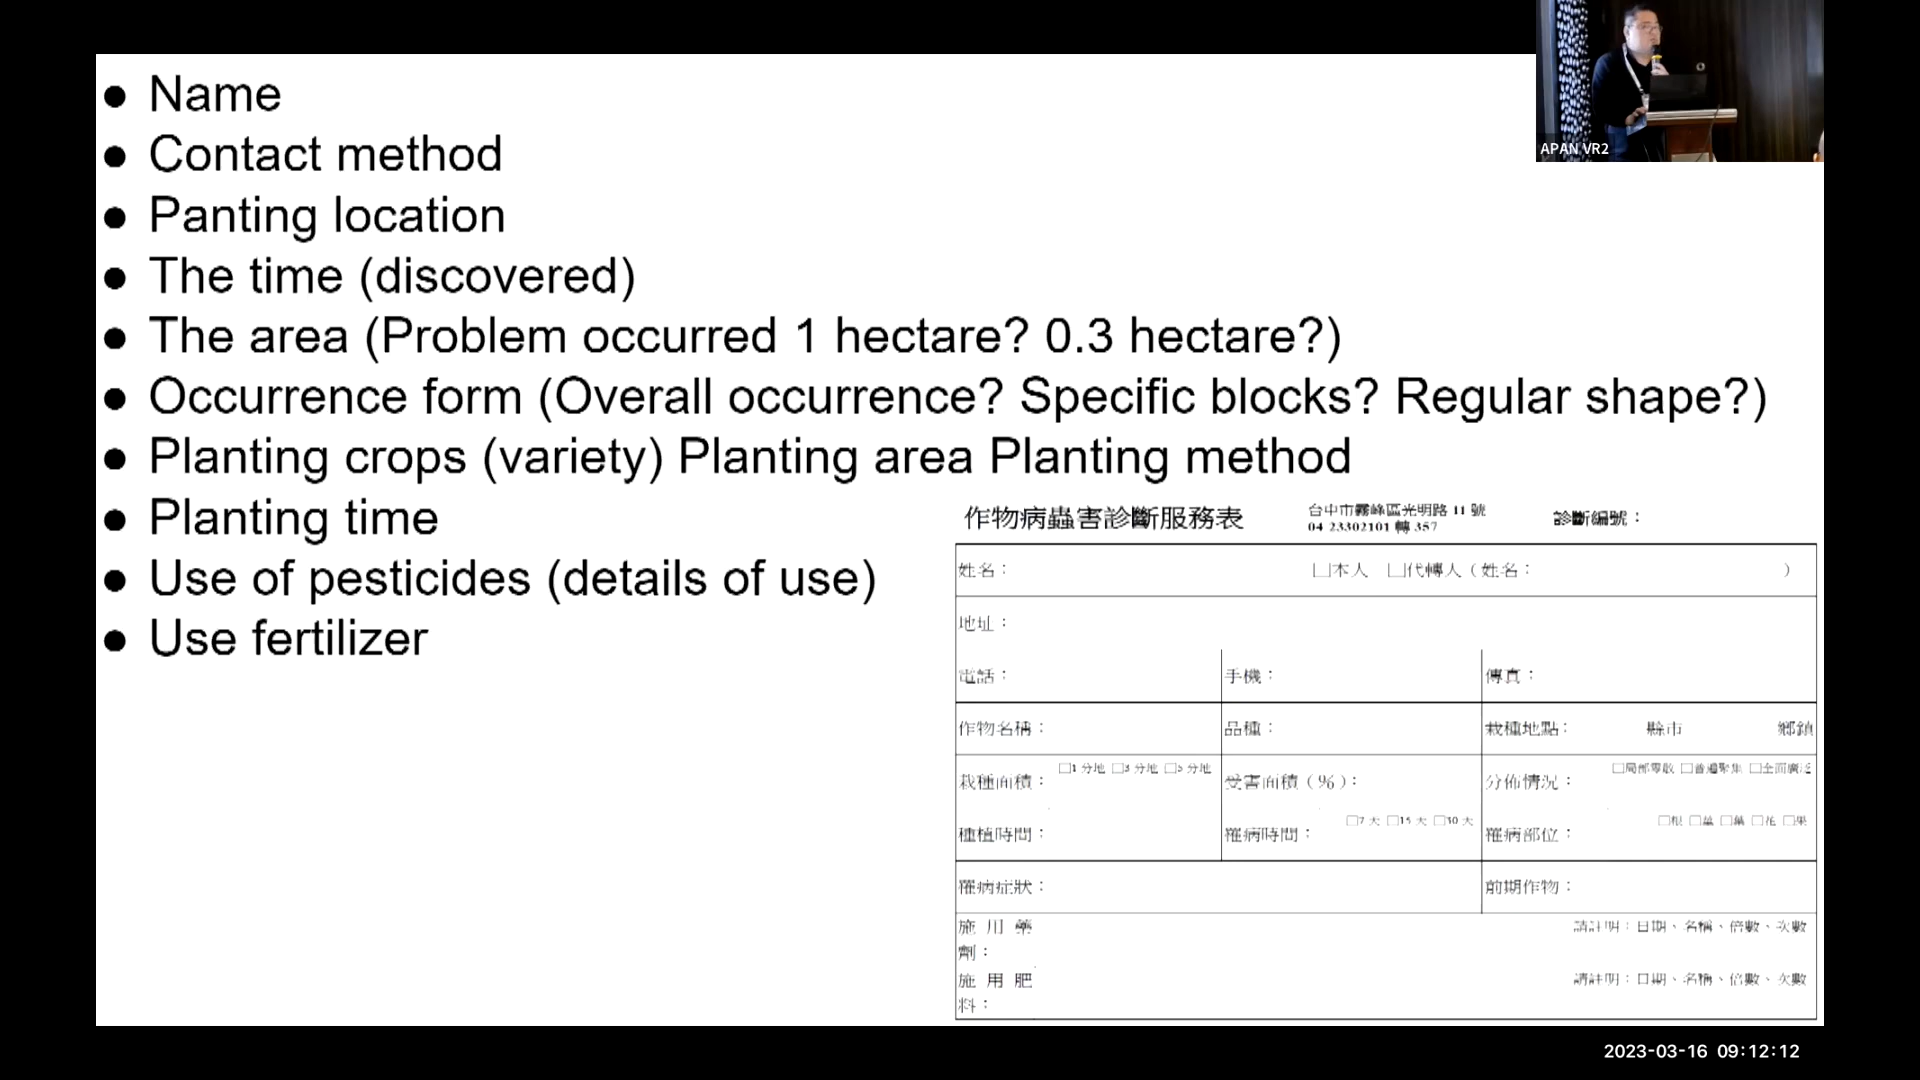 ● Name
● Contact method
● Panting location
● The time (discovered)
● The area (Problem occurred 1 hectare? 0.3 hectare?)
● Occurrence form (Overall occurrence? Specific blocks? Regular shape?)
● Planting crops (variety) Planting area Planting method
● Planting time
● Use of pesticides (details of use)
● Use fertilizer
APAN VR2
作物病蟲害診斷服務表
台中市霧峰區光明路 11 號
04 23302101 轉 357
診斷編號：
姓名： □本人 □代轉人（姓名： ）
地址：
電話： 手機： 傳真：
作物名稱： 品種： 栽種地點： 縣市 鄉鎮
栽種面積： □1 分地 □3 分地 □5 分地 受害面積（%）： 分佈情況： □局部零散 □普遍聚集 □全面廣泛
種植時間： 罹病時間： □7 天 □15 天 □30 天 罹病部位： □根 □莖 □葉 □花 □果
罹病症狀： 前期作物：
施 用 藥 請註明：日期、名稱、倍數、次數
劑：
施 用 肥 請註明：日期、名稱、倍數、次數
料：
2023-03-16 09:12:12